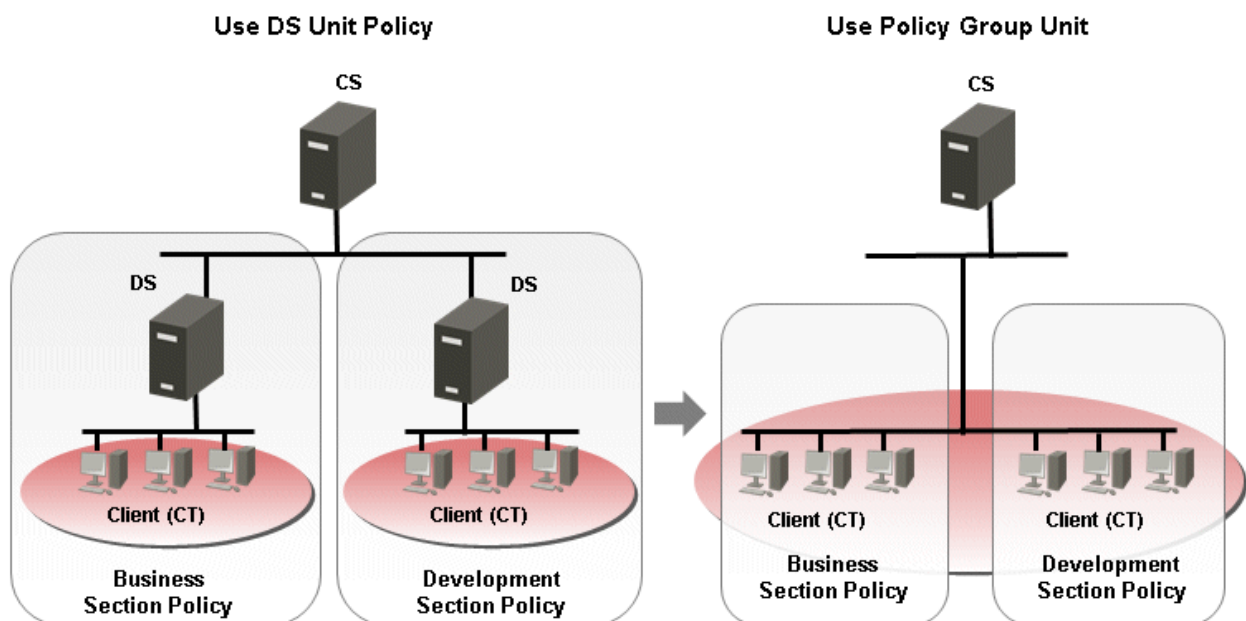 Use DS Unit Policy
CS
DS
DS
Client (CT)
Client (CT)
Business
Section Policy
Development
Section Policy
Use Policy Group Unit
CS
Client (CT)
Client (CT)
Business
Section Policy
Development
Section Policy